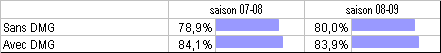 saison 07-08 saison 08-09
Sans DMG 78,9% 80,0%
Avec DMG 84,1% 83,9%